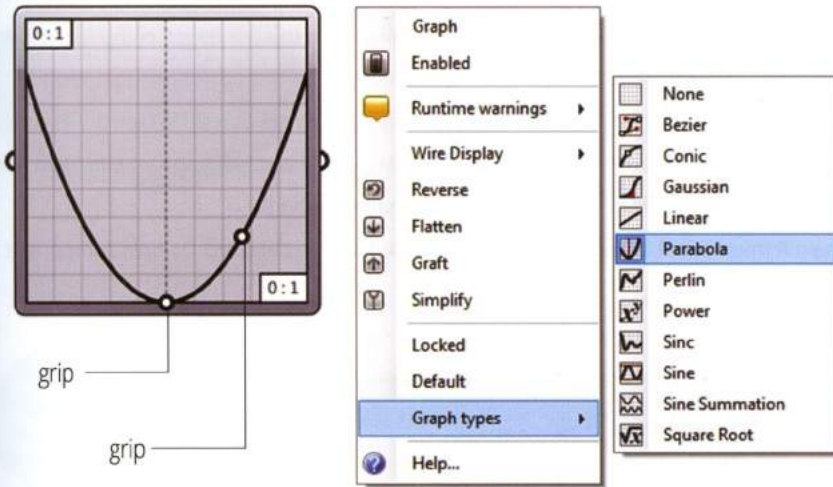 0:1
0:1
grip
grip
Graph
Enabled
Runtime warnings
Wire Display
Reverse
Flatten
Graft
Simplify
Locked
Default
Graph types
Help...
None
Bezier
Conic
Gaussian
Linear
Parabola
Perlin
Power
Sinc
Sine
Sine Summation
Square Root